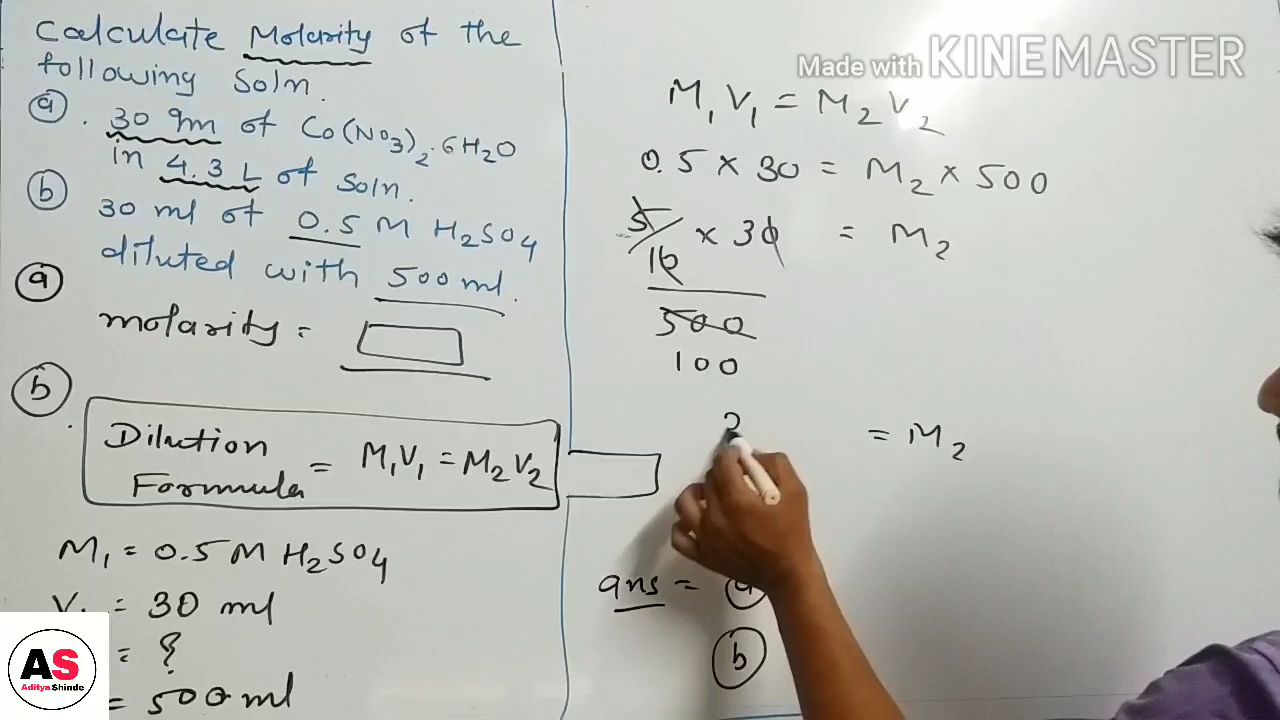 Calculate Molarity of the
following Soln.
a. 30 gm of Co(NO3)2.6H2O
in 4.3 L of Soln.
b 30 ml of 0.5 M H2SO4
diluted with 500 ml.
a
molarity =
b.
Dilution
Formula = M1V1 = M2V2
M1 = 0.5 M H2SO4
V1 = 30 ml
= ?
= 500 ml
AS
Aditya Shinde
Made with KINEMASTER
M1V1 = M2V2
0.5 × 30 = M2 × 500
5/10 × 30 = M2
500
100
= M2
ans = a
b